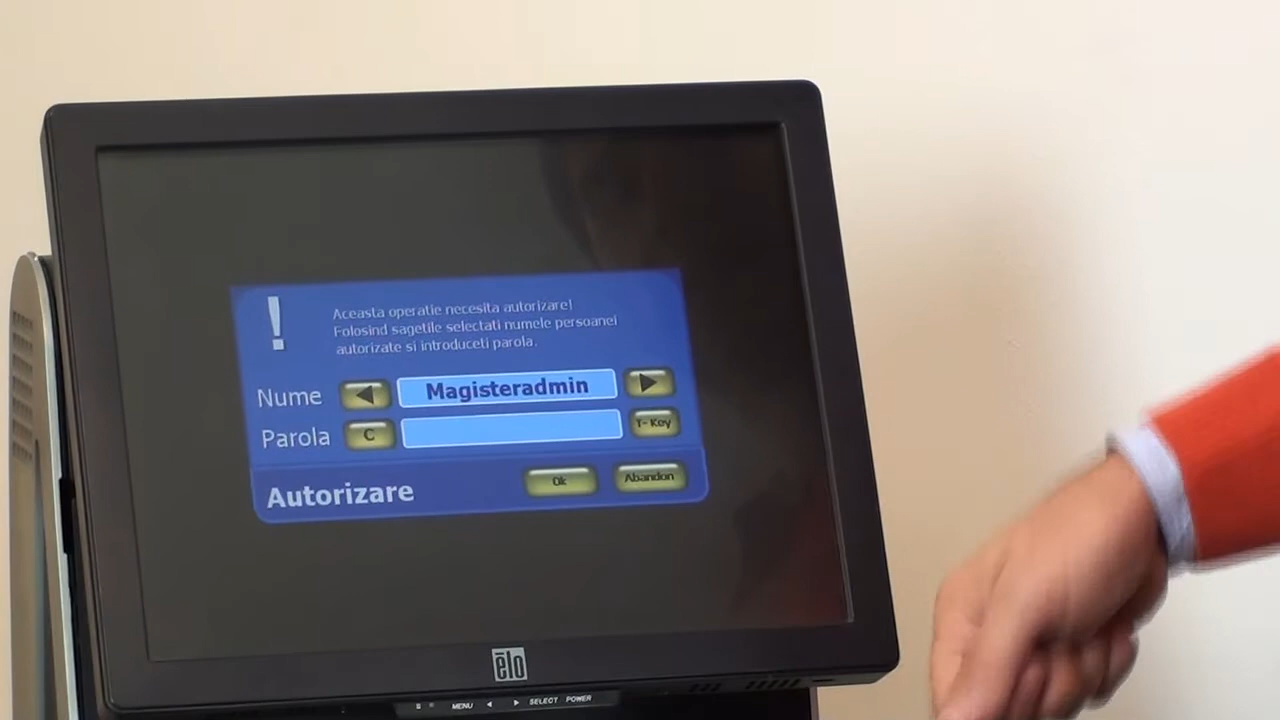 !
Aceasta operatie necesita autorizare!
Folosind sagetile selectati numele persoanei
autorizate si introduceti parola.
Nume
Magisteradmin
Parola
C
T-Key
Autorizare
Ok
Abandon
elo
MENU
SELECT
POWER